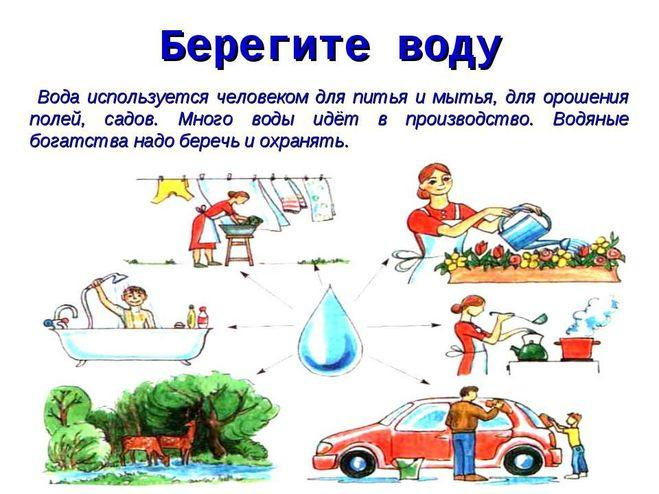 Берегите воду
Вода используется человеком для питья и мытья, для орошения
полей, садов. Много воды идёт в производство. Водяные
богатства надо беречь и охранять.